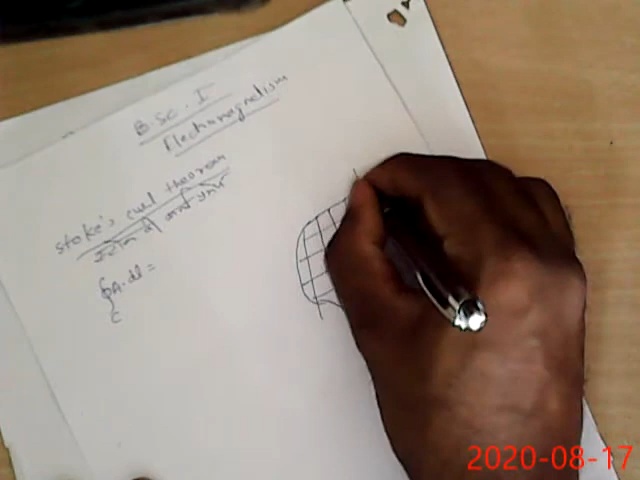 B.Sc. I
Electromagnetism
Stoke's curl theorem
∮A.dl =
c
2020-08-17